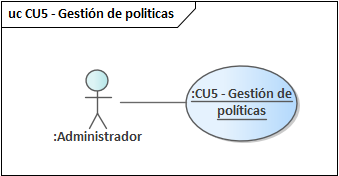 uc CU5 - Gestión de politicas
:CU5 - Gestión de
políticas
:Administrador